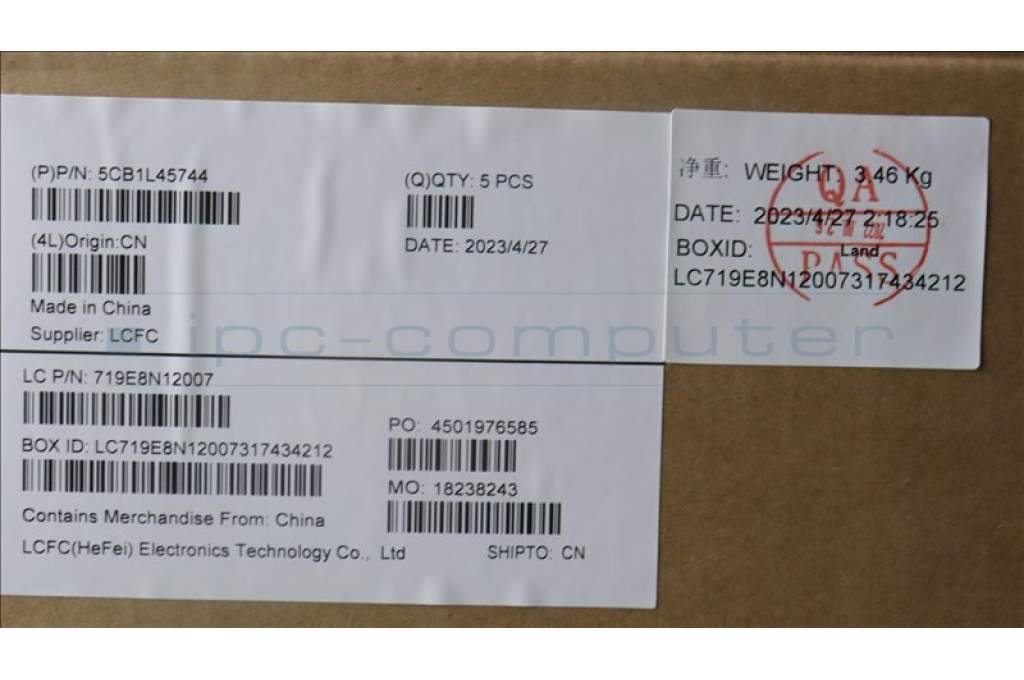 (P)P/N: 5CB1L45744
(Q)QTY: 5 PCS
(4L)Origin:CN
DATE: 2023/4/27
Made in China
Supplier: LCFC
净重: WEIGHT: 3.46 Kg
DATE: 2023/4/27 2:18:25
BOXID: Land
LC719E8N12007317434212
QA
PASS
ipc-computer
LC P/N: 719E8N12007
PO: 4501976585
BOX ID: LC719E8N12007317434212
MO: 18238243
Contains Merchandise From: China
LCFC(HeFei) Electronics Technology Co., Ltd
SHIPTO: CN